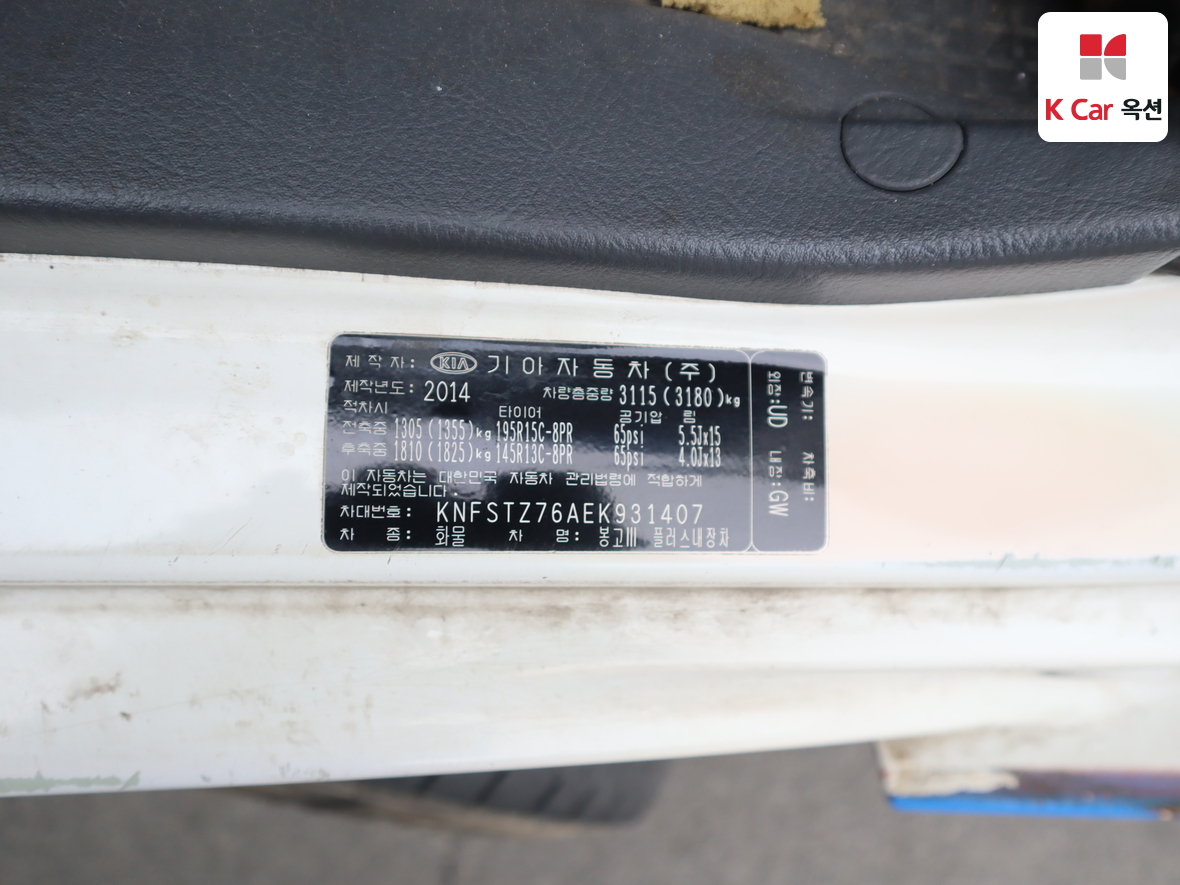 K Car 옥션
제 작 자: KIA 기 아 자 동 차 (주)
제작년도: 2014 차량총중량 3115 (3180)kg
적차시 타이어 공기압 림
전축중 1305 (1355)kg 195R15C-8PR 65psi 5.5Jx15
후축중 1810 (1825)kg 145R13C-8PR 65psi 4.0Jx13
이 자동차는 대한민국 자동차 관리법령에 적합하게
제작되었습니다.
차대번호: KNFSTZ76AEK931407
차 종: 화물 차 명: 봉고III 플러스내장차
변속기: 차축비:
외장:UD 내장:GW